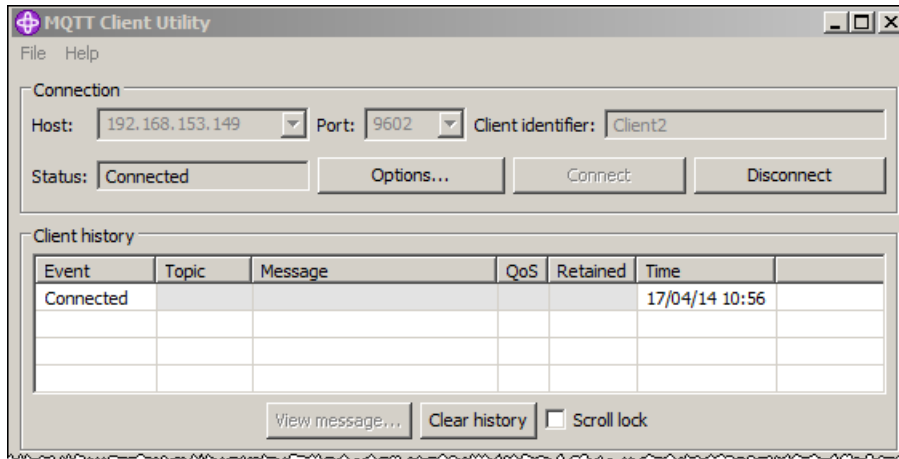 MQTT Client Utility
File Help
Connection
Host: 192.168.153.149 Port: 9602 Client identifier: Client2
Status: Connected Options... Connect Disconnect
Client history
Event Topic Message QoS Retained Time
Connected 17/04/14 10:56
View message... Clear history Scroll lock